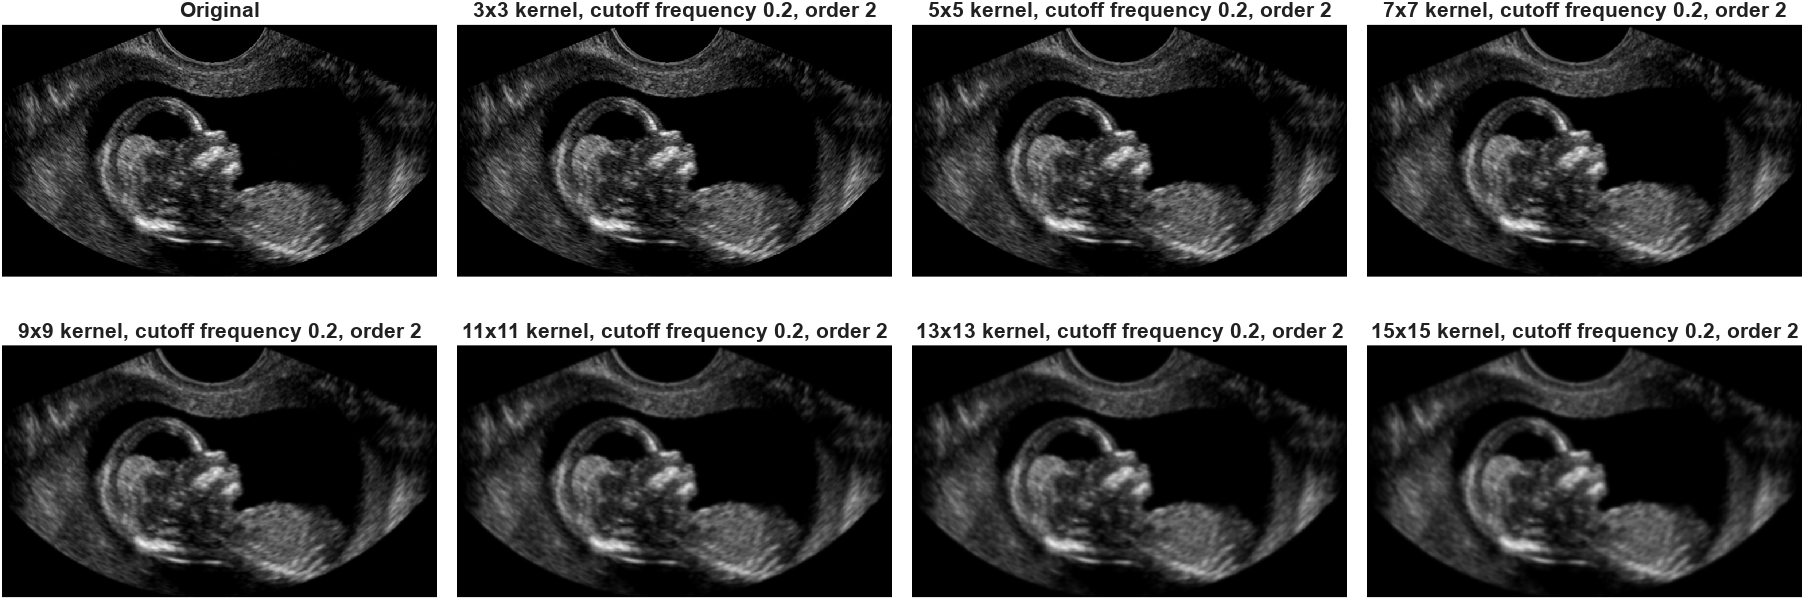 Original
3x3 kernel, cutoff frequency 0.2, order 2
5x5 kernel, cutoff frequency 0.2, order 2
7x7 kernel, cutoff frequency 0.2, order 2
9x9 kernel, cutoff frequency 0.2, order 2
11x11 kernel, cutoff frequency 0.2, order 2
13x13 kernel, cutoff frequency 0.2, order 2
15x15 kernel, cutoff frequency 0.2, order 2